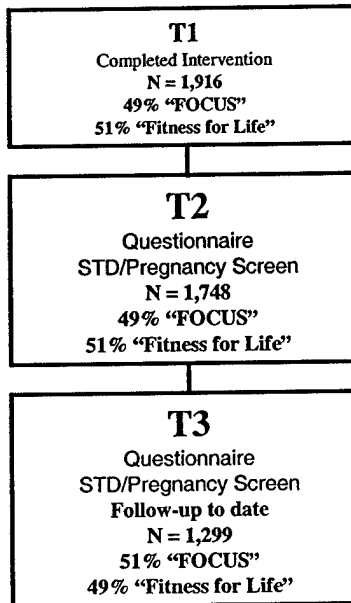 T1
Completed Intervention
N = 1,916
49% “FOCUS”
51% “Fitness for Life”
T2
Questionnaire
STD/Pregnancy Screen
N = 1,748
49% “FOCUS”
51% “Fitness for Life”
T3
Questionnaire
STD/Pregnancy Screen
Follow-up to date
N = 1,299
51% “FOCUS”
49% “Fitness for Life”